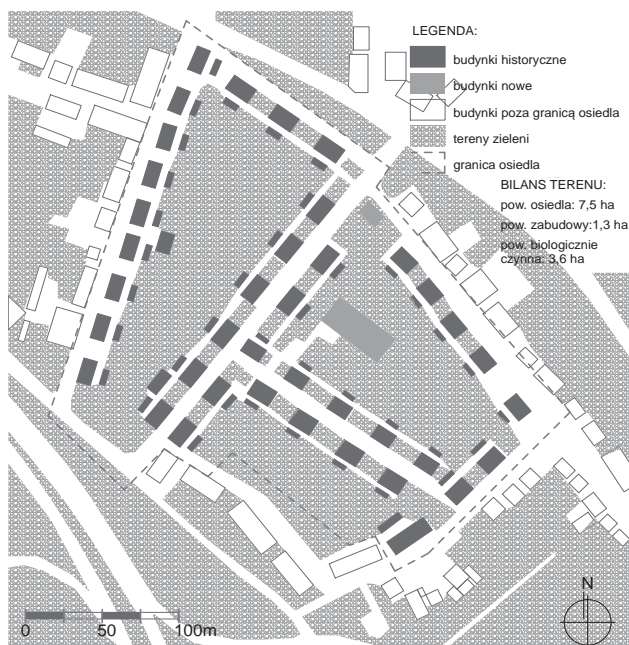 LEGENDA:
budynki historyczne
budynki nowe
budynki poza granicą osiedla
tereny zieleni
granica osiedla
BILANS TERENU:
pow. osiedla: 7,5 ha
pow. zabudowy:1,3 ha
pow. biologicznie
czynna: 3,6 ha
N
0 50 100m